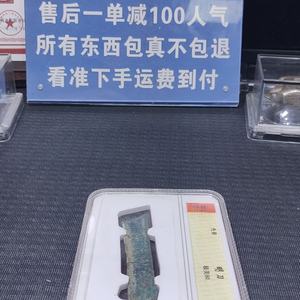 售后一单减100人气
所有东西包真不包退
看准下手运费到付